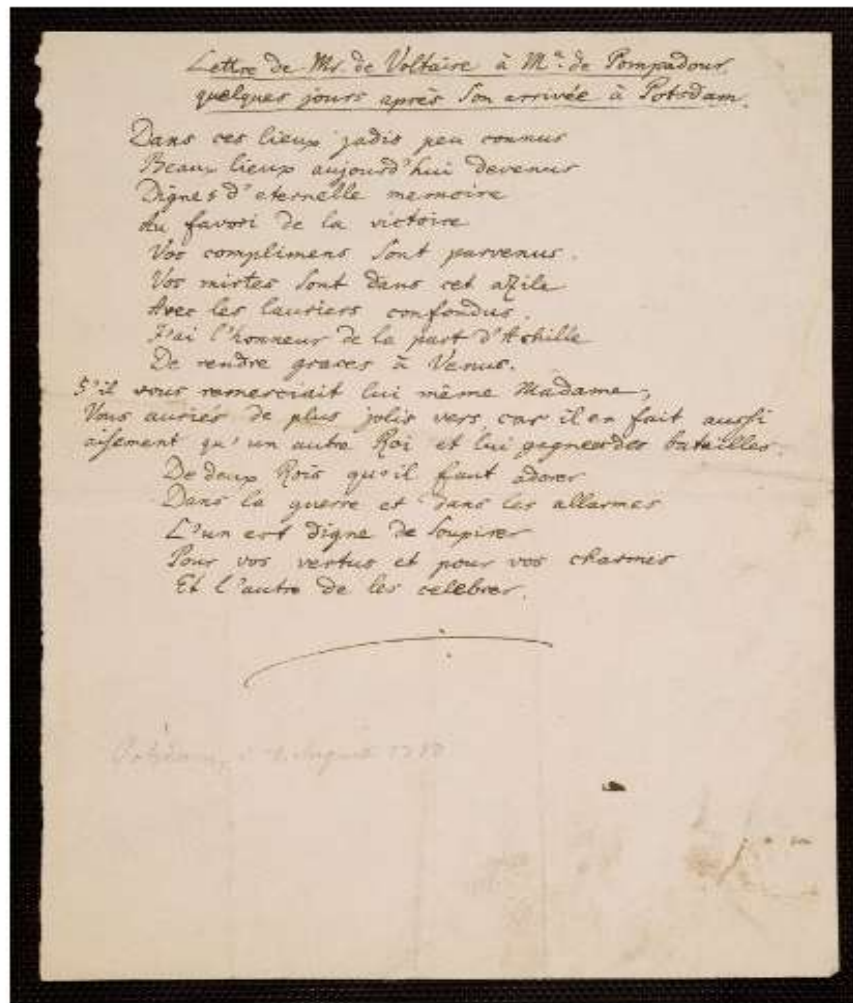 Lettre de Mr. de Voltaire à Me. de Pompadour
quelques jours après son arrivée à Potsdam.
Dans ces lieux jadis peu connus
Beaux lieux aujourd'hui devenus
Dignes d'eternelle memoire
Au favori de la victoire
Vos complimens sont parvenus.
Vos mirtes sont dans cet azile
Avec les lauriers confondus.
J'ai l'honneur de la part d'Achille
De rendre graces à Venus.
S'il vous remerciait lui même Madame,
Vous auriés de plus jolis vers car il en fait aussi
aisement qu'un autre Roi et lui gagner des batailles.
De deux Rois qu'il faut adorer
Dans la guerre et dans les allarmes
L'un est digne de soupirer
Pour vos vertus et pour vos charmes
Et l'autre de les celebrer.
Potsdam,